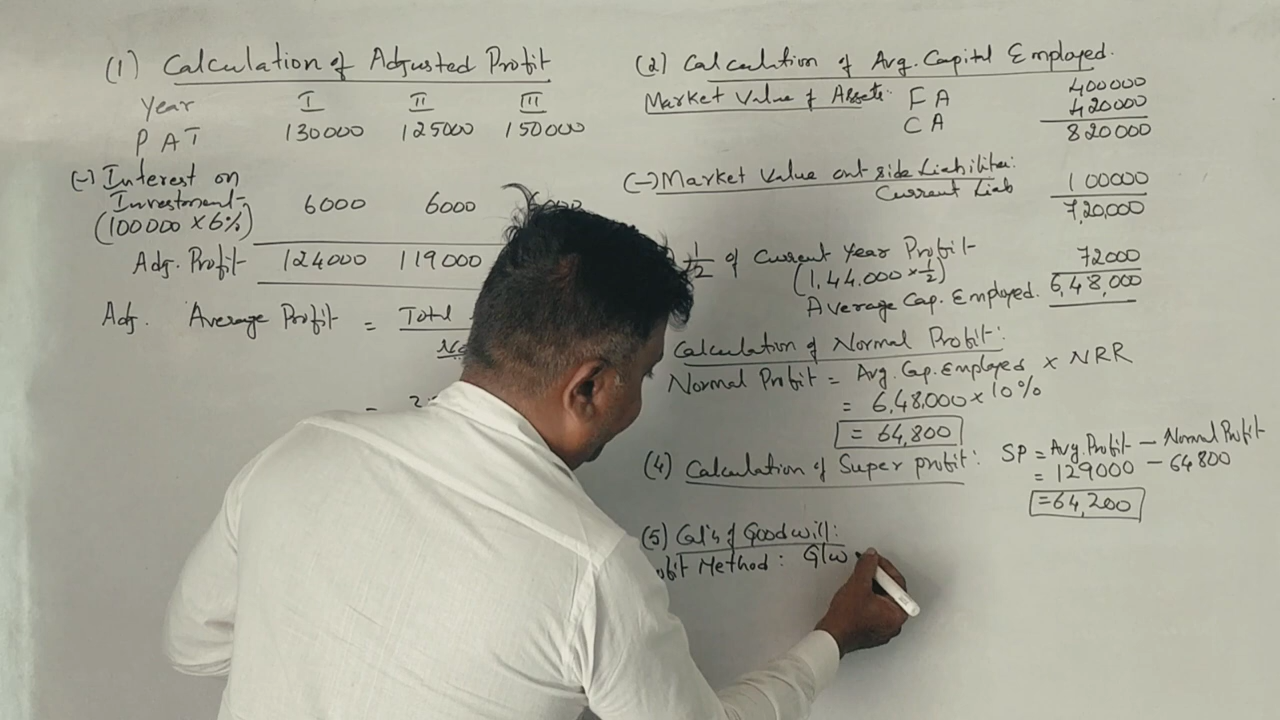 (1) Calculation of Adjusted Profit
Year I II III
PAT 130000 125000 150000
(-) Interest on
Investment 6000 6000
(100000 × 6%)
Adj. Profit 124000 119000
Adj. Average Profit = Total
=
(2) Calculation of Avg. Capital Employed.
Market Value of Assets: FA 400000
CA 420000
820000
(-) Market Value out side Liabilities:
Current Liab 100000
7,20,000
1/2 of Current Year Profit 72000
(1,44,000 × 1/2)
Average Cap. Employed. 6,48,000
Calculation of Normal Profit:
Normal Profit = Avg. Cap. Employed × NRR
= 6,48,000 × 10%
= 64,800
(4) Calculation of Super profit: SP = Avg. Profit - Normal Profit
= 129000 - 64800
= 64,200
(5) Cal'n of Goodwill:
Method: G/w